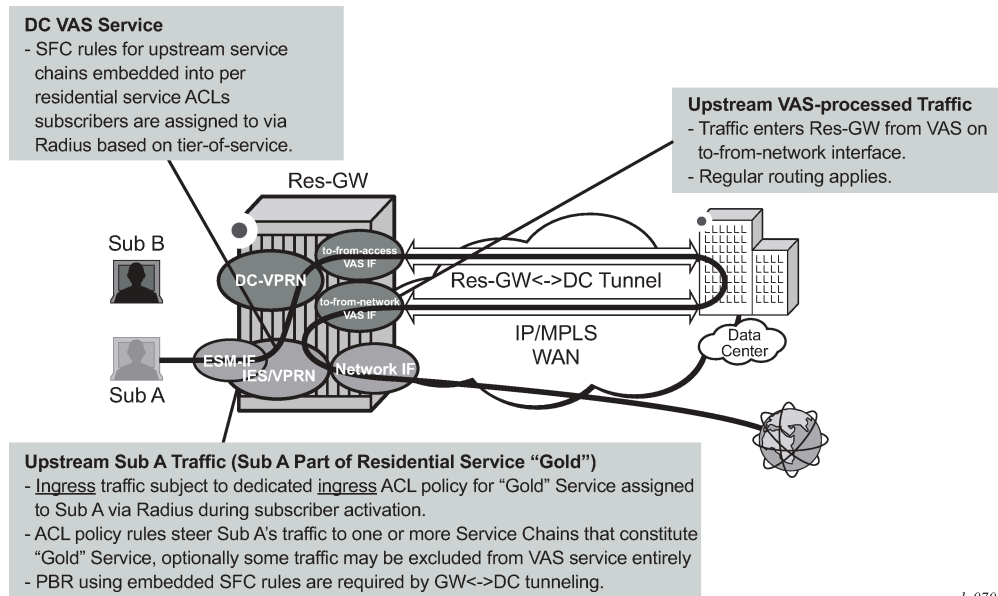 DC VAS Service
- SFC rules for upstream service
chains embedded into per
residential service ACLs
subscribers are assigned to via
Radius based on tier-of-service.
Upstream VAS-processed Traffic
- Traffic enters Res-GW from VAS on
to-from-network interface.
- Regular routing applies.
Res-GW
Sub B
to-from-access
VAS IF
DC-VPRN
Res-GW<->DC Tunnel
to-from-network
VAS IF
IP/MPLS
WAN
Data
Center
ESM-IF
IES/VPRN
Network IF
Sub A
Upstream Sub A Traffic (Sub A Part of Residential Service “Gold”)
- Ingress traffic subject to dedicated ingress ACL policy for “Gold” Service assigned
to Sub A via Radius during subscriber activation.
- ACL policy rules steer Sub A’s traffic to one or more Service Chains that constitute
“Gold” Service, optionally some traffic may be excluded from VAS service entirely
- PBR using embedded SFC rules are required by GW<->DC tunneling.